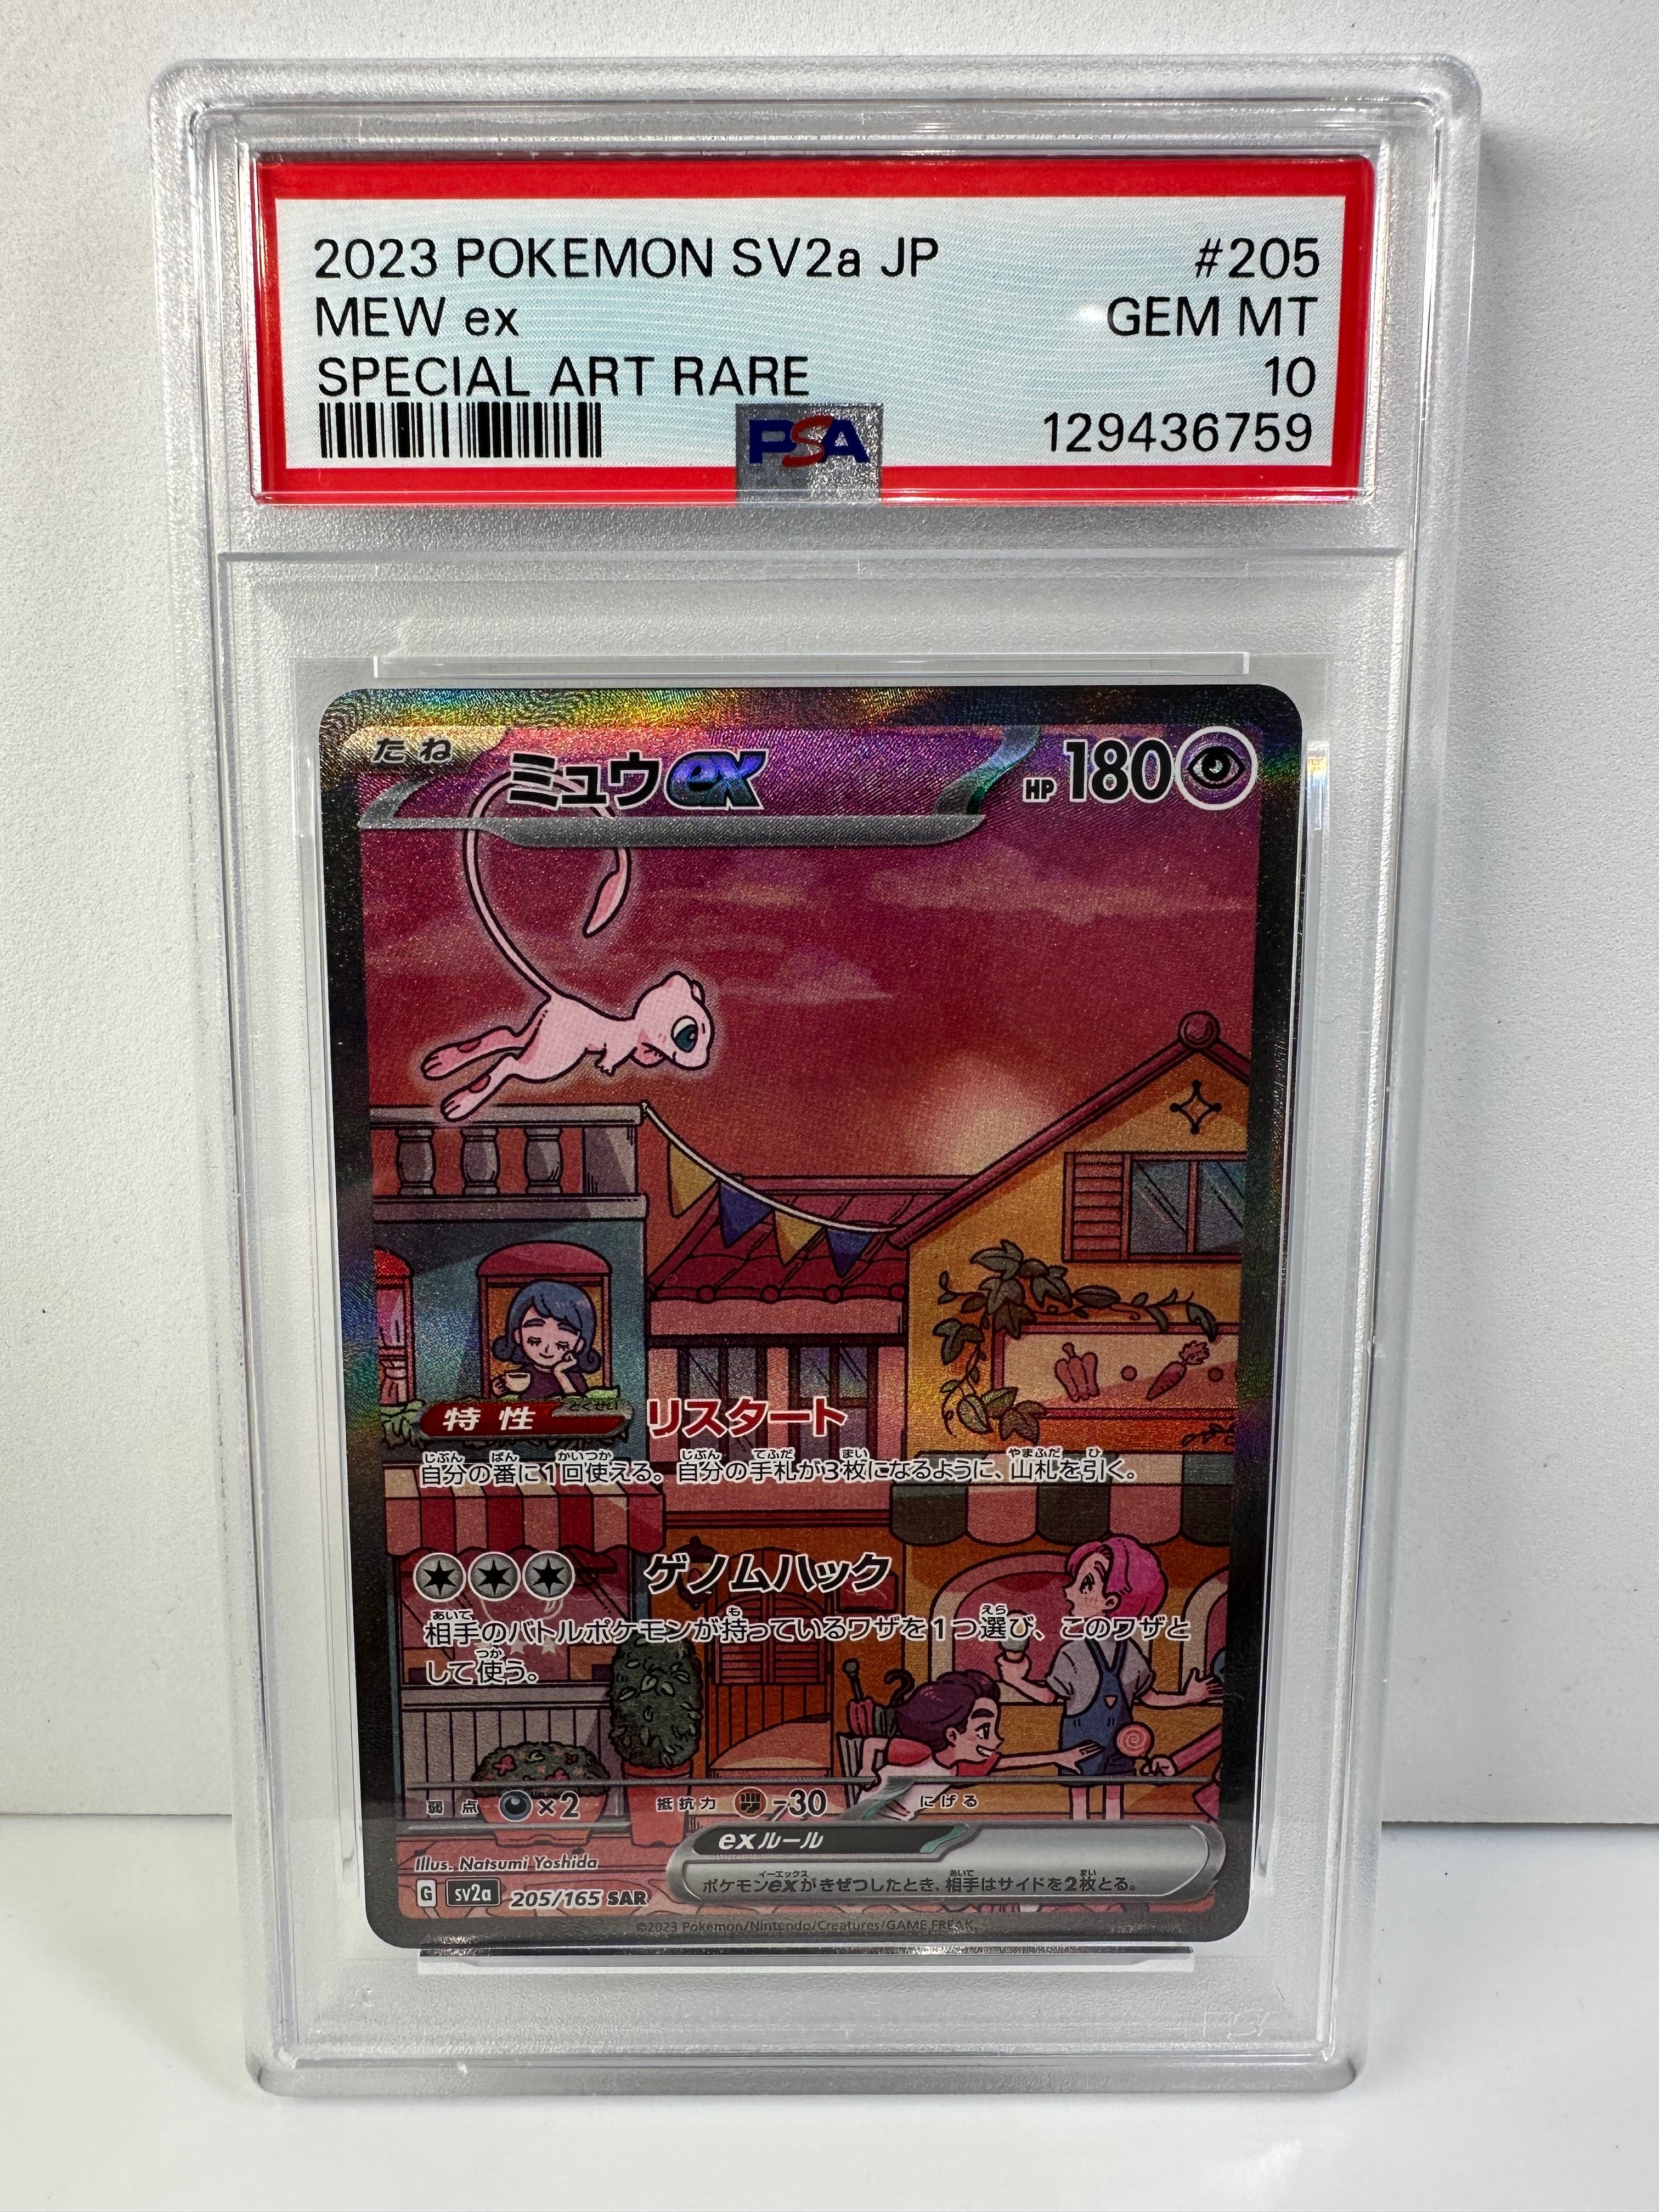 2023 POKEMON SV2a JP #205
MEW ex GEM MT
SPECIAL ART RARE 10
PSA 129436759
たね ミュウex HP 180
特性 とくせい リスタート
自分の番に1回使える。自分の手札が3枚になるように、山札を引く。
ゲノムハック
相手のバトルポケモンが持っているワザを1つ選び、このワザと
して使う。
弱点 ×2 抵抗力 -30 にげる
exルール
ポケモンexがきぜつしたとき、相手はサイドを2枚とる。
Illus. Natsumi Yoshida
G sv2a 205/165 SAR
©2023 Pokémon/Nintendo/Creatures/GAME FREAK.